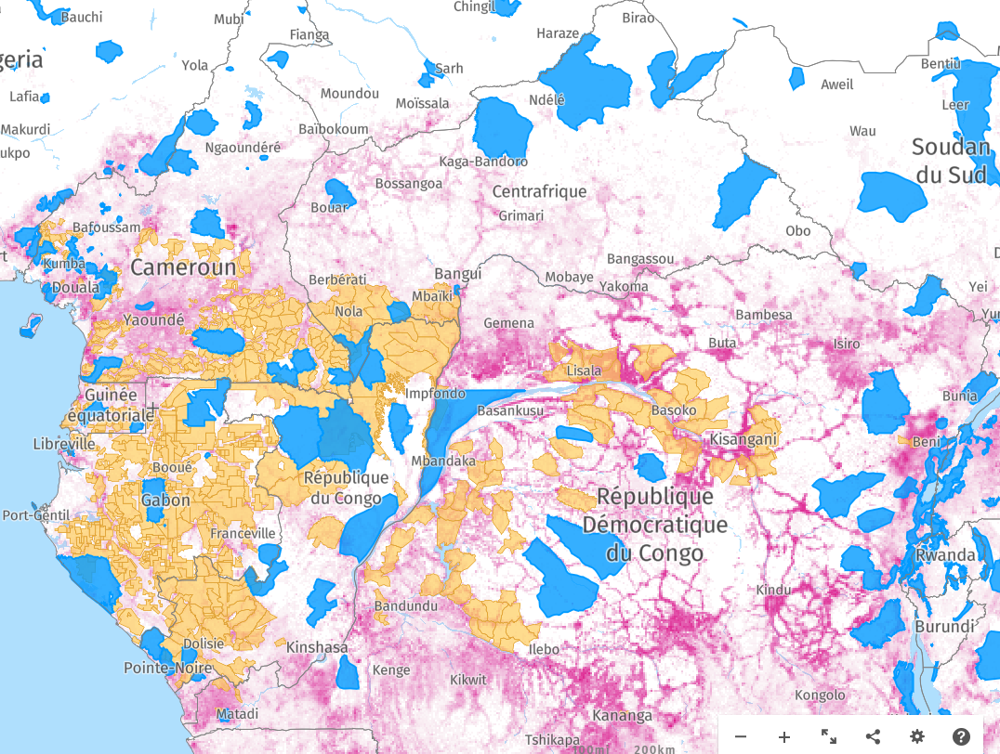 Bauchi
Mubi
Chingil
Birao
Fianga
Haraze
geria
Yola
Sarh
Bentiu
Aweil
Lafia
Moundou
Moïssala
Ndélé
Leer
Makurdi
Baïbokoum
Wau
ukpo
Ngaoundéré
Soudan
du Sud
Kaga-Bandoro
Bossangoa
Centrafrique
Bouar
Grimari
Bafoussam
Obo
Kumba
Cameroun
Bangassou
Bangui
Mobaye
Berbérati
Yakoma
Douala
Yei
Mbaïki
Nola
Bambesa
Yaoundé
Gemena
Buta
Isiro
Lisala
Guinée
équatoriale
Impfondo
Basankusu
Basoko
Bunia
Libreville
Kisangani
Beni
Booué
Mbandaka
République
du Congo
Gabon
République
Démocratique
du Congo
Port-Gentil
Franceville
Rwanda
Kindu
Bandundu
Burundi
Dolisie
Kinshasa
Ilebo
Pointe-Noire
Kenge
Kikwit
Kongolo
Matadi
Kananga
Tshikapa
100mi
200km